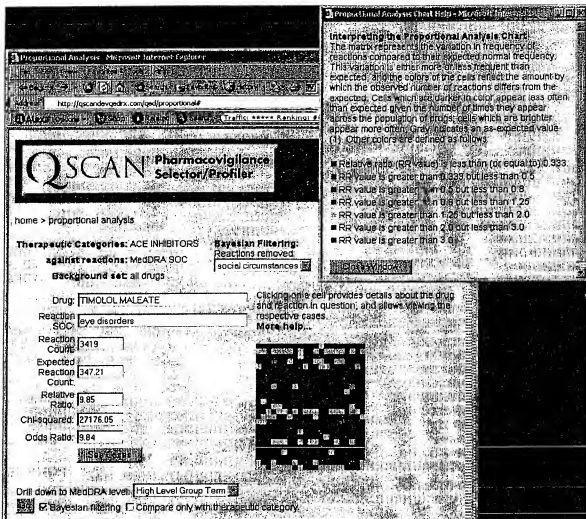 Proportional Analysis Chart Help - Microsoft Intern
Interpreting the Proportional Analysis Chart
The matrix represents the variation in frequency of
reactions compared to their expected normal frequency.
This variation is either more or less frequent than
expected, and the colors of the cells reflect the amount by
which the observed number of reactions differs from the
expected. Cells which are darker in color appear less often
than expected given the number of times they appear
across the population of drugs; cells which are brighter
appear more often. Gray indicates an as-expected value
(1). Other colors are defined as follows:
Relative ratio (RR value) is less than (or equal to) 0.333
RR value is greater than 0.333 but less than 0.5
RR value is greater than 0.5 but less than 0.8
RR value is greater than 0.8 but less than 1.25
RR value is greater than 1.25 but less than 2.0
RR value is greater than 2.0 but less than 3.0
RR value is greater than 3.0
Close Window
Proportional Analysis - Microsoft Internet Explorer
Address http://qscandevqedrx.com/qed/proportional#
Traffic: Ranking:
QSCAN Pharmacovigilance
Selector/Profiler
home > proportional analysis
Therapeutic Categories: ACE INHIBITORS
against reactions: MedDRA SOC
Background set: all drugs
Bayesian Filtering:
Reactions removed:
social circumstances
Drug: TIMOLOL MALEATE
Reaction SOC: eye disorders
Reaction Count: 3419
Expected Reaction Count: 347.21
Relative Ratio: 9.85
Chi-squared: 27176.05
Odds Ratio: 9.84
Clicking one cell provides details about the drug
and reaction in question, and allows viewing the
respective cases.
More help...
Drill down to MedDRA level: High Level Group Term
Bayesian filtering Compare only with therapeutic category